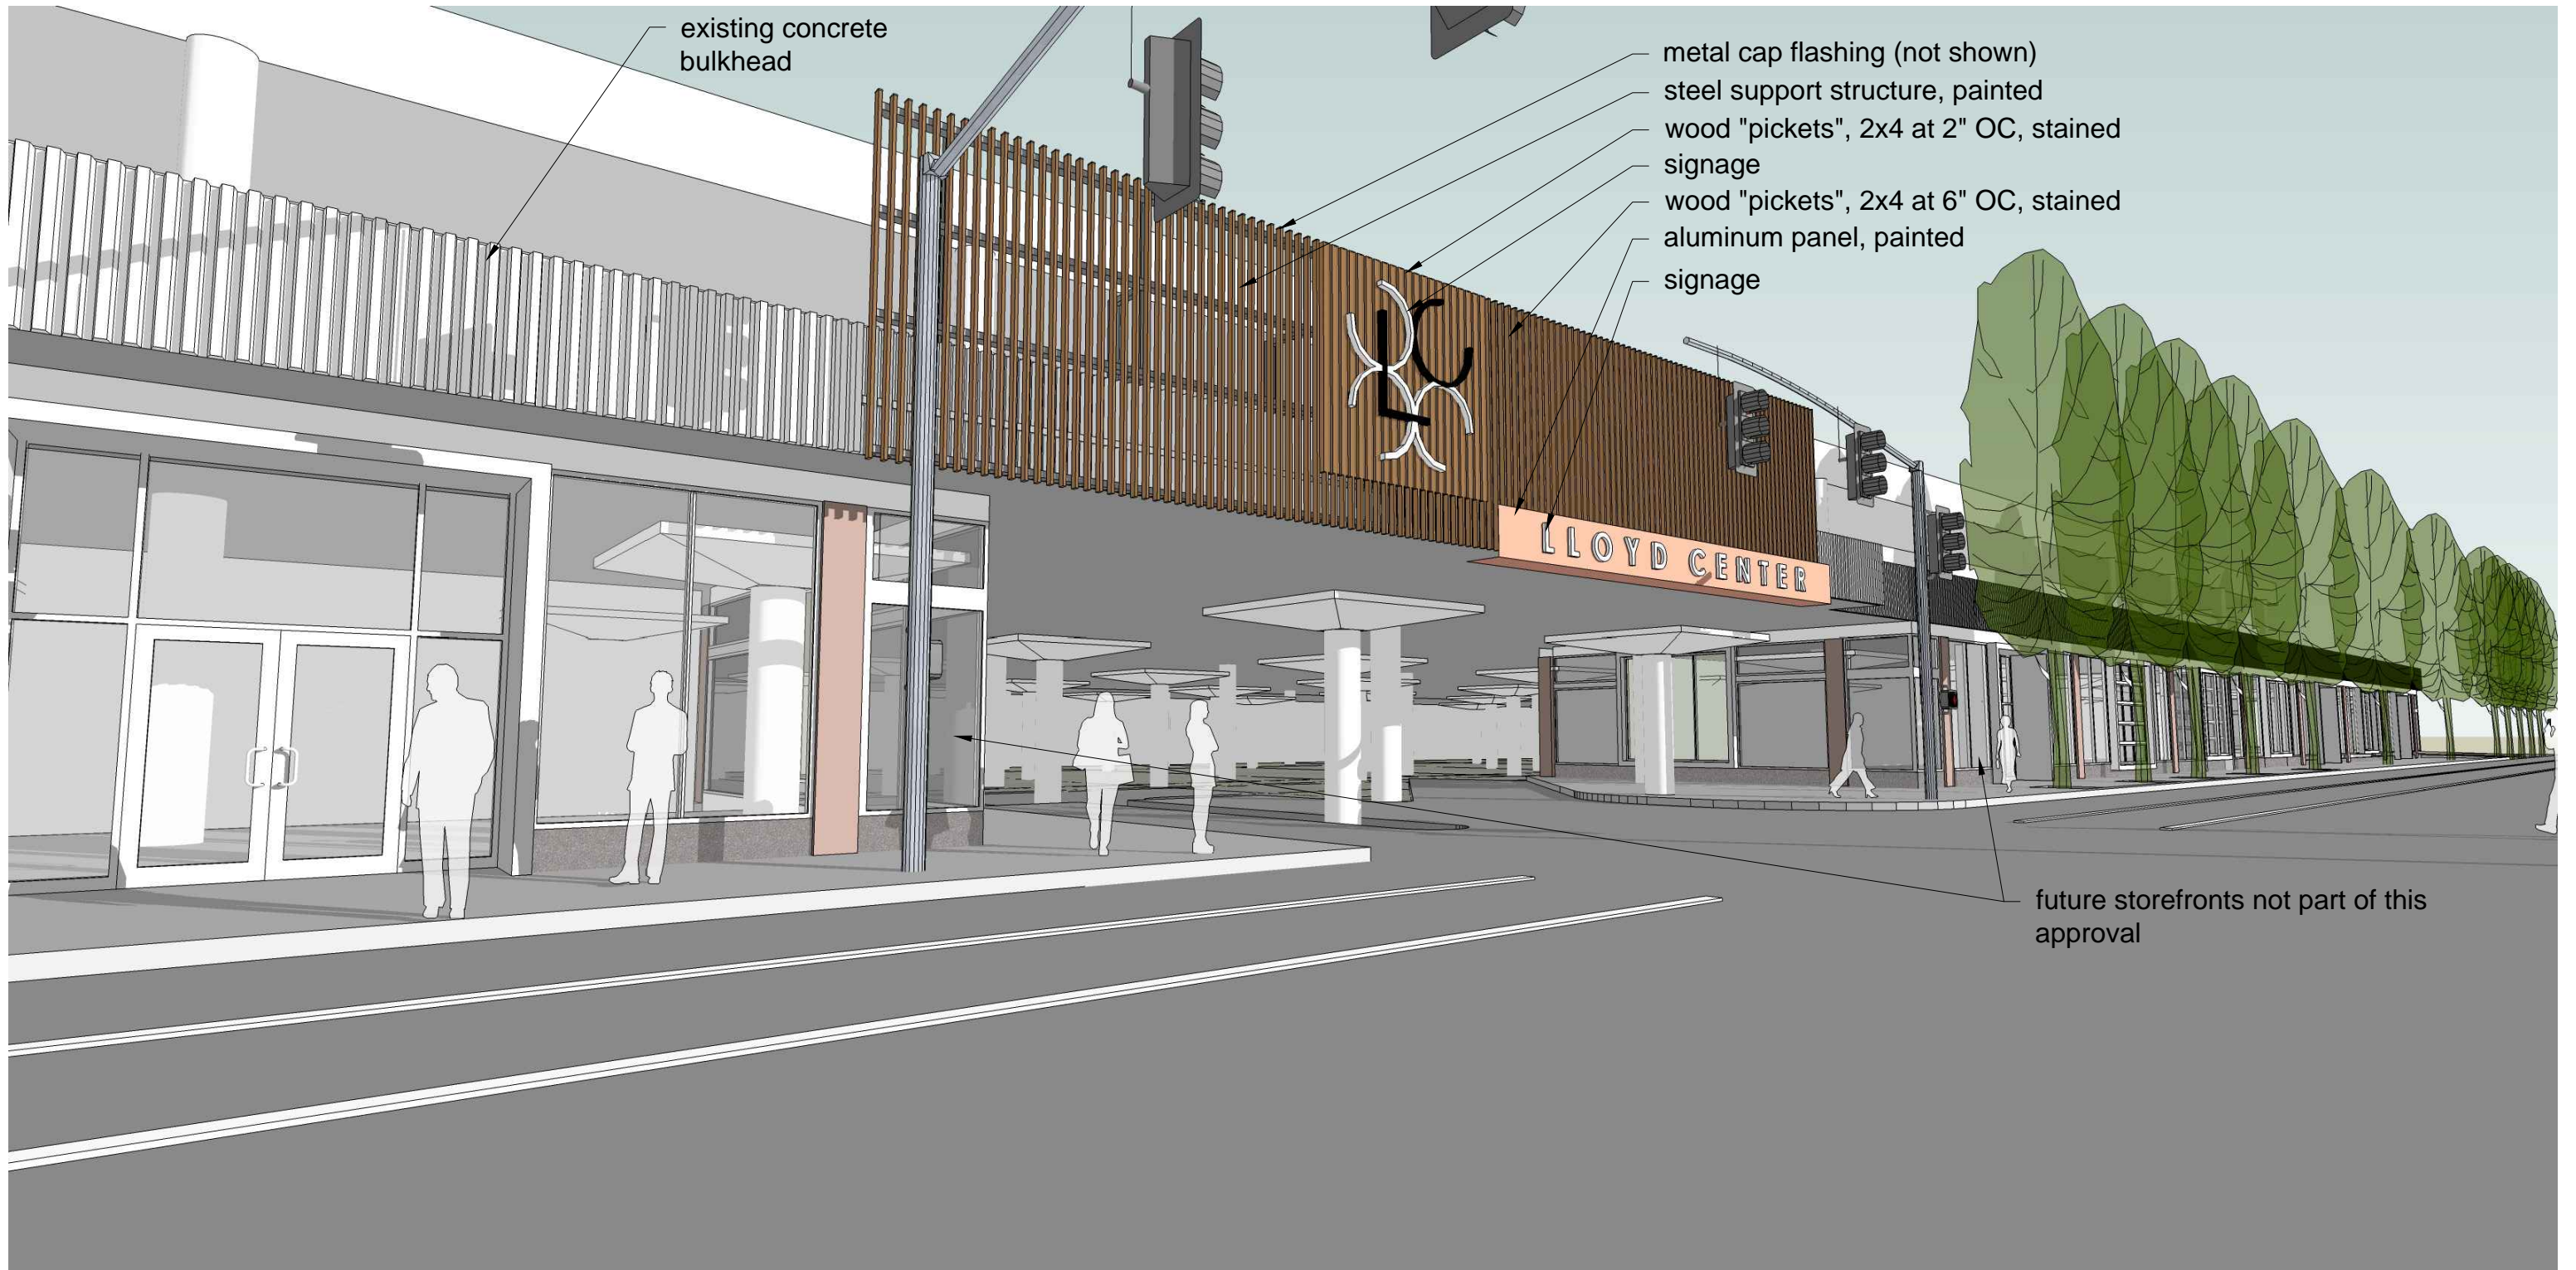 existing concrete
bulkhead
metal cap flashing (not shown)
steel support structure, painted
wood "pickets", 2x4 at 2" OC, stained
signage
wood "pickets", 2x4 at 6" OC, stained
aluminum panel, painted
signage
LC
LLOYD CENTER
future storefronts not part of this
approval